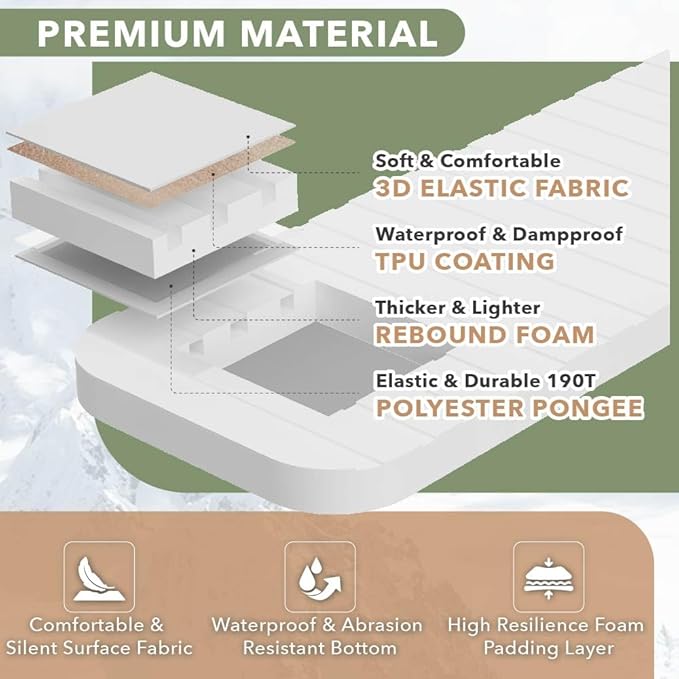 PREMIUM MATERIAL
Soft & Comfortable
3D ELASTIC FABRIC
Waterproof & Dampproof
TPU COATING
Thicker & Lighter
REBOUND FOAM
Elastic & Durable 190T
POLYESTER PONGEE
Comfortable &
Silent Surface Fabric
Waterproof & Abrasion
Resistant Bottom
High Resilience Foam
Padding Layer